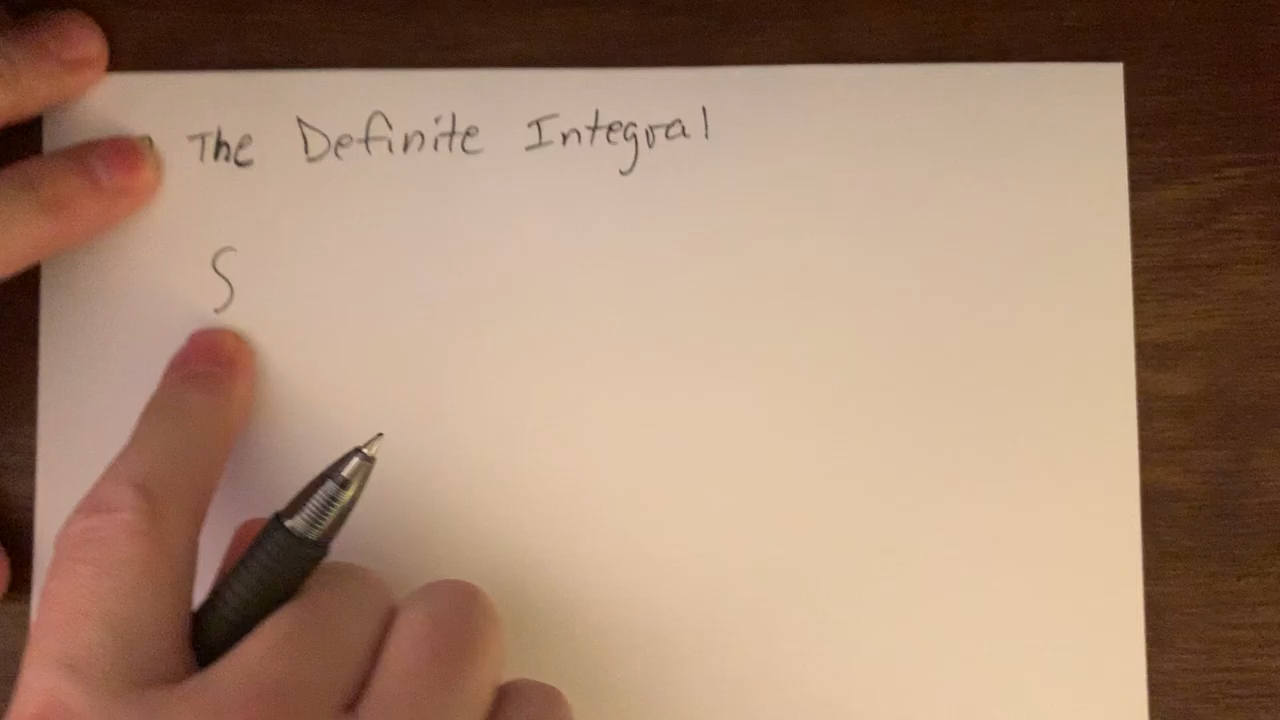 The Definite Integral
∫